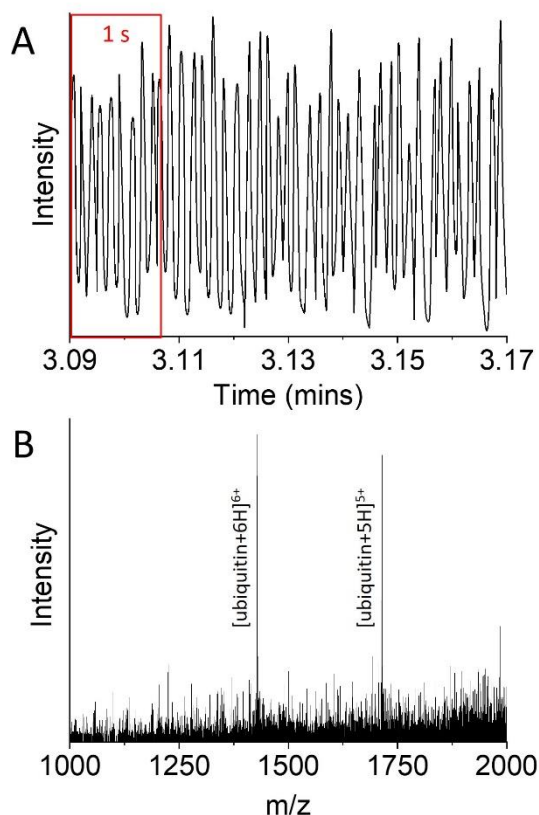 A
1 s
Intensity
3.09 3.11 3.13 3.15 3.17
Time (mins)
B
[ubiquitin+6H]6+
[ubiquitin+5H]5+
Intensity
1000 1250 1500 1750 2000
m/z